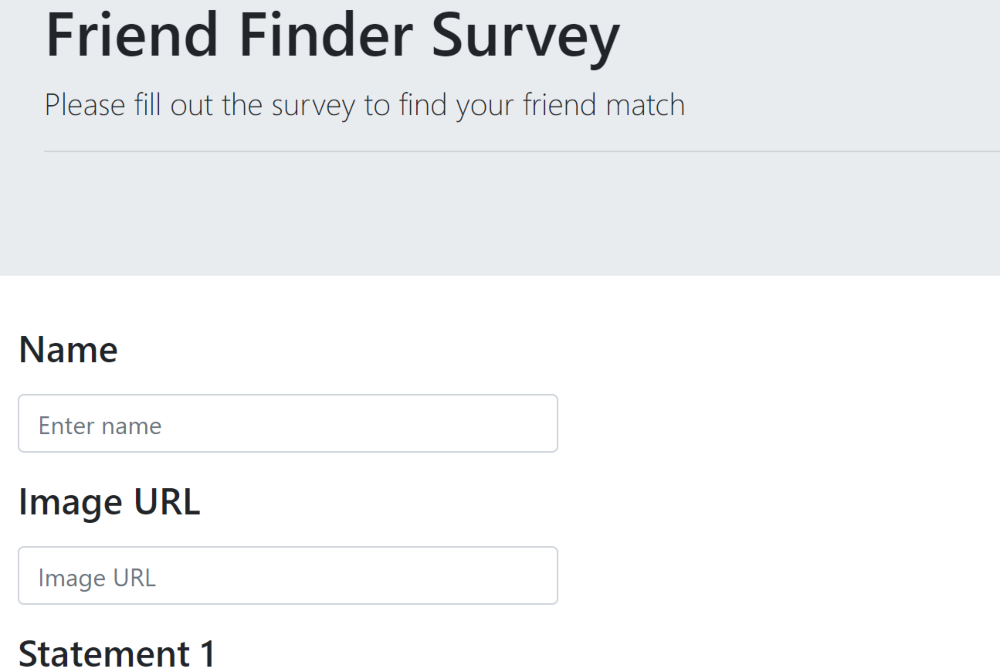 Friend Finder Survey
Please fill out the survey to find your friend match
Name
Enter name
Image URL
Image URL
Statement 1